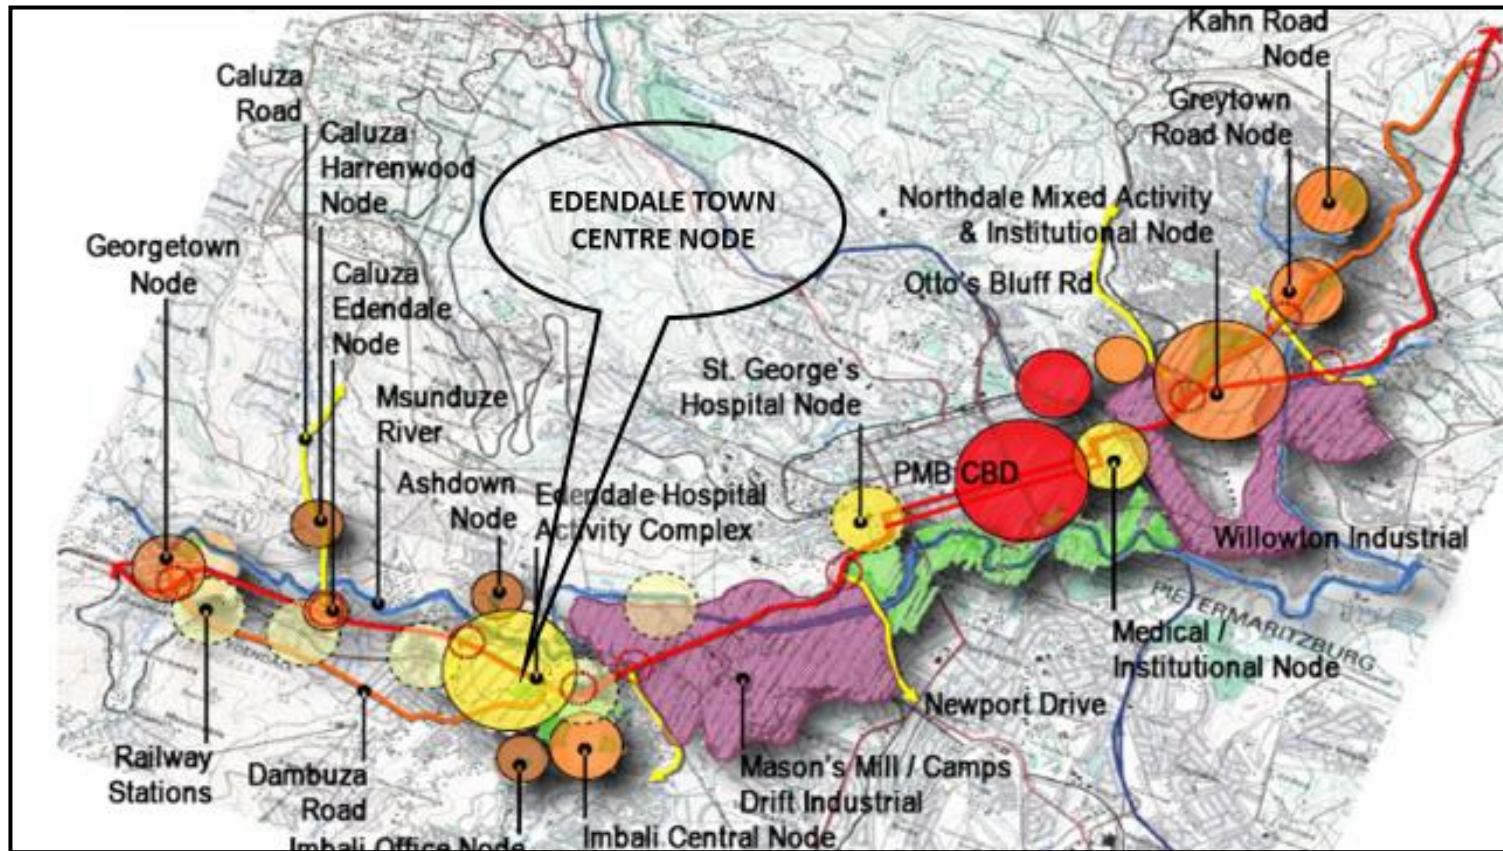 Kahn Road
Node
Caluza
Road
Greytown
Road Node
Caluza
Harrenwood
Node
EDENDALE TOWN
CENTRE NODE
Northdale Mixed Activity
& Institutional Node
Georgetown
Node
Caluza
Edendale
Node
Otto's Bluff Rd
St. George's
Hospital Node
Msunduze
River
Ashdown
Node
Edendale Hospital
Activity Complex
PMB CBD
Willowton Industrial
PIETERMARITZBURG
Medical /
Institutional Node
Newport Drive
Railway
Stations
Dambuza
Road
Mason's Mill / Camps
Drift Industrial
Imbali Office Node
Imbali Central Node